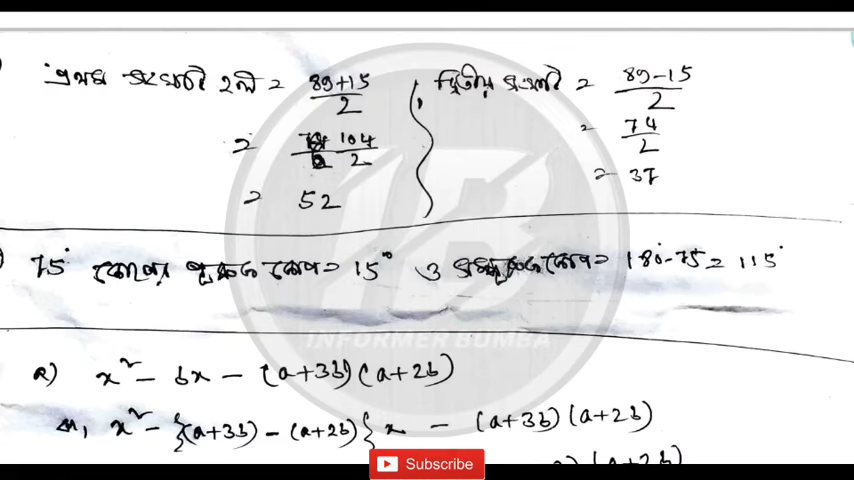 প্রথম সংখ্যাটি হল = 89+15/2
= 104/2
= 52
দ্বিতীয় সংখ্যা = 89-15/2
= 74/2
= 37
75° কোণের পূরক কোণ = 15° ও সম্পূরক কোণ = 180-75 = 115°
INFORMER BUMBA
x² - bx - (a+3b)(a+2b)
x² - {(a+3b) - (a+2b)} x - (a+3b)(a+2b)
(a+2b)
Subscribe